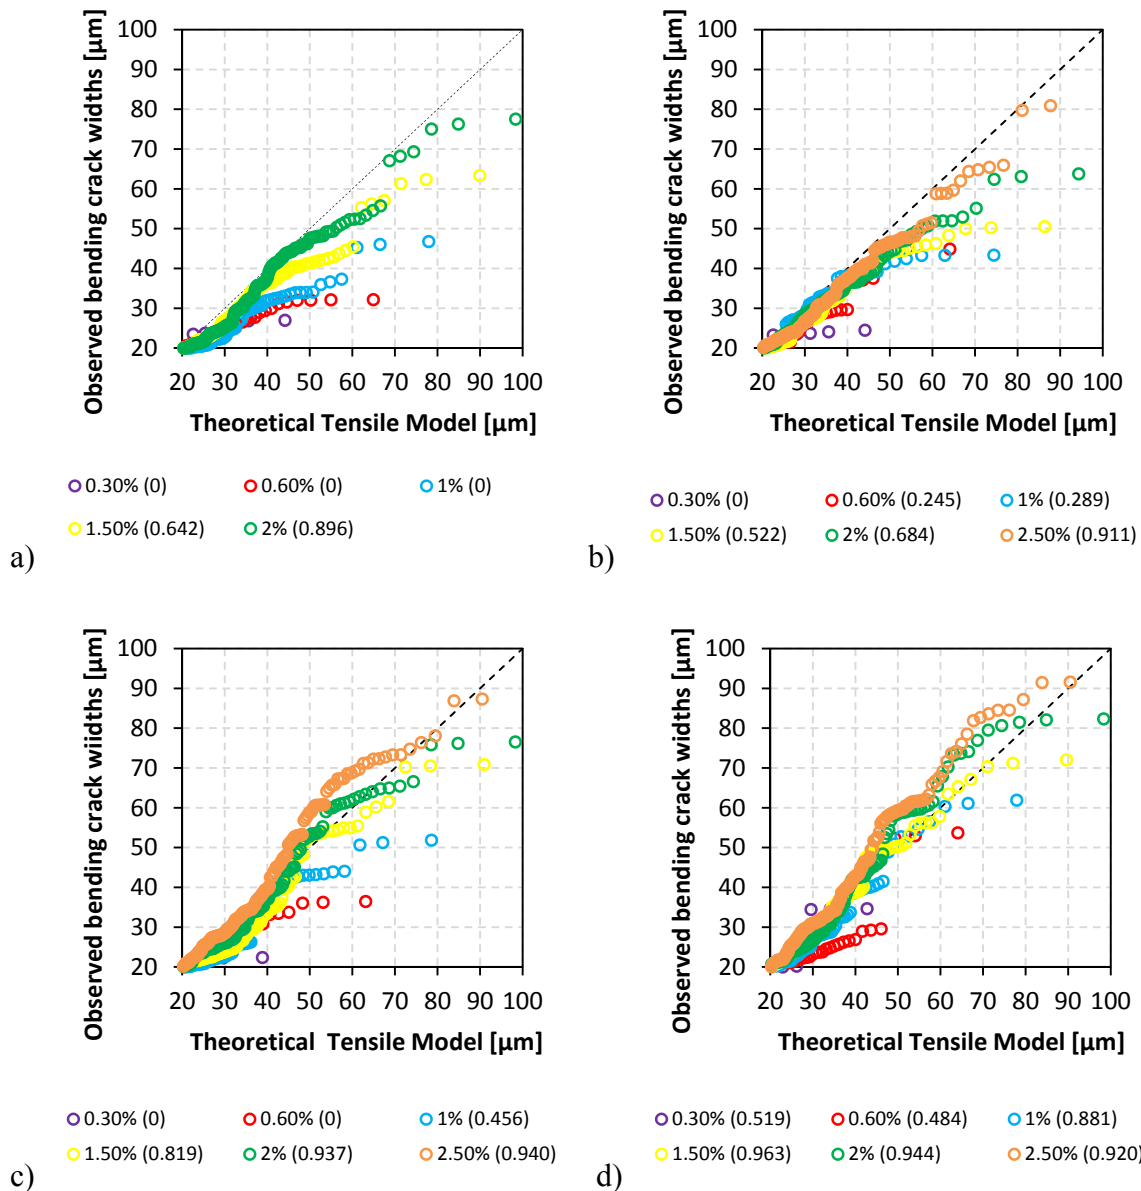 Observed bending crack widths [µm]
100
90
80
70
60
50
40
30
20
20 30 40 50 60 70 80 90 100
Theoretical Tensile Model [µm]
0.30% (0) 0.60% (0) 1% (0)
1.50% (0.642) 2% (0.896)
a)
Observed bending crack widths [µm]
100
90
80
70
60
50
40
30
20
20 30 40 50 60 70 80 90 100
Theoretical Tensile Model [µm]
0.30% (0) 0.60% (0.245) 1% (0.289)
1.50% (0.522) 2% (0.684) 2.50% (0.911)
b)
Observed bending crack wiidths [µm]
100
90
80
70
60
50
40
30
20
20 30 40 50 60 70 80 90 100
Theoretical Tensile Model [µm]
0.30% (0) 0.60% (0) 1% (0.456)
1.50% (0.819) 2% (0.937) 2.50% (0.940)
c)
Observed bending crack widths [µm]
100
90
80
70
60
50
40
30
20
20 30 40 50 60 70 80 90 100
Theoretical Tensile Model [µm]
0.30% (0.519) 0.60% (0.484) 1% (0.881)
1.50% (0.963) 2% (0.944) 2.50% (0.920)
d)